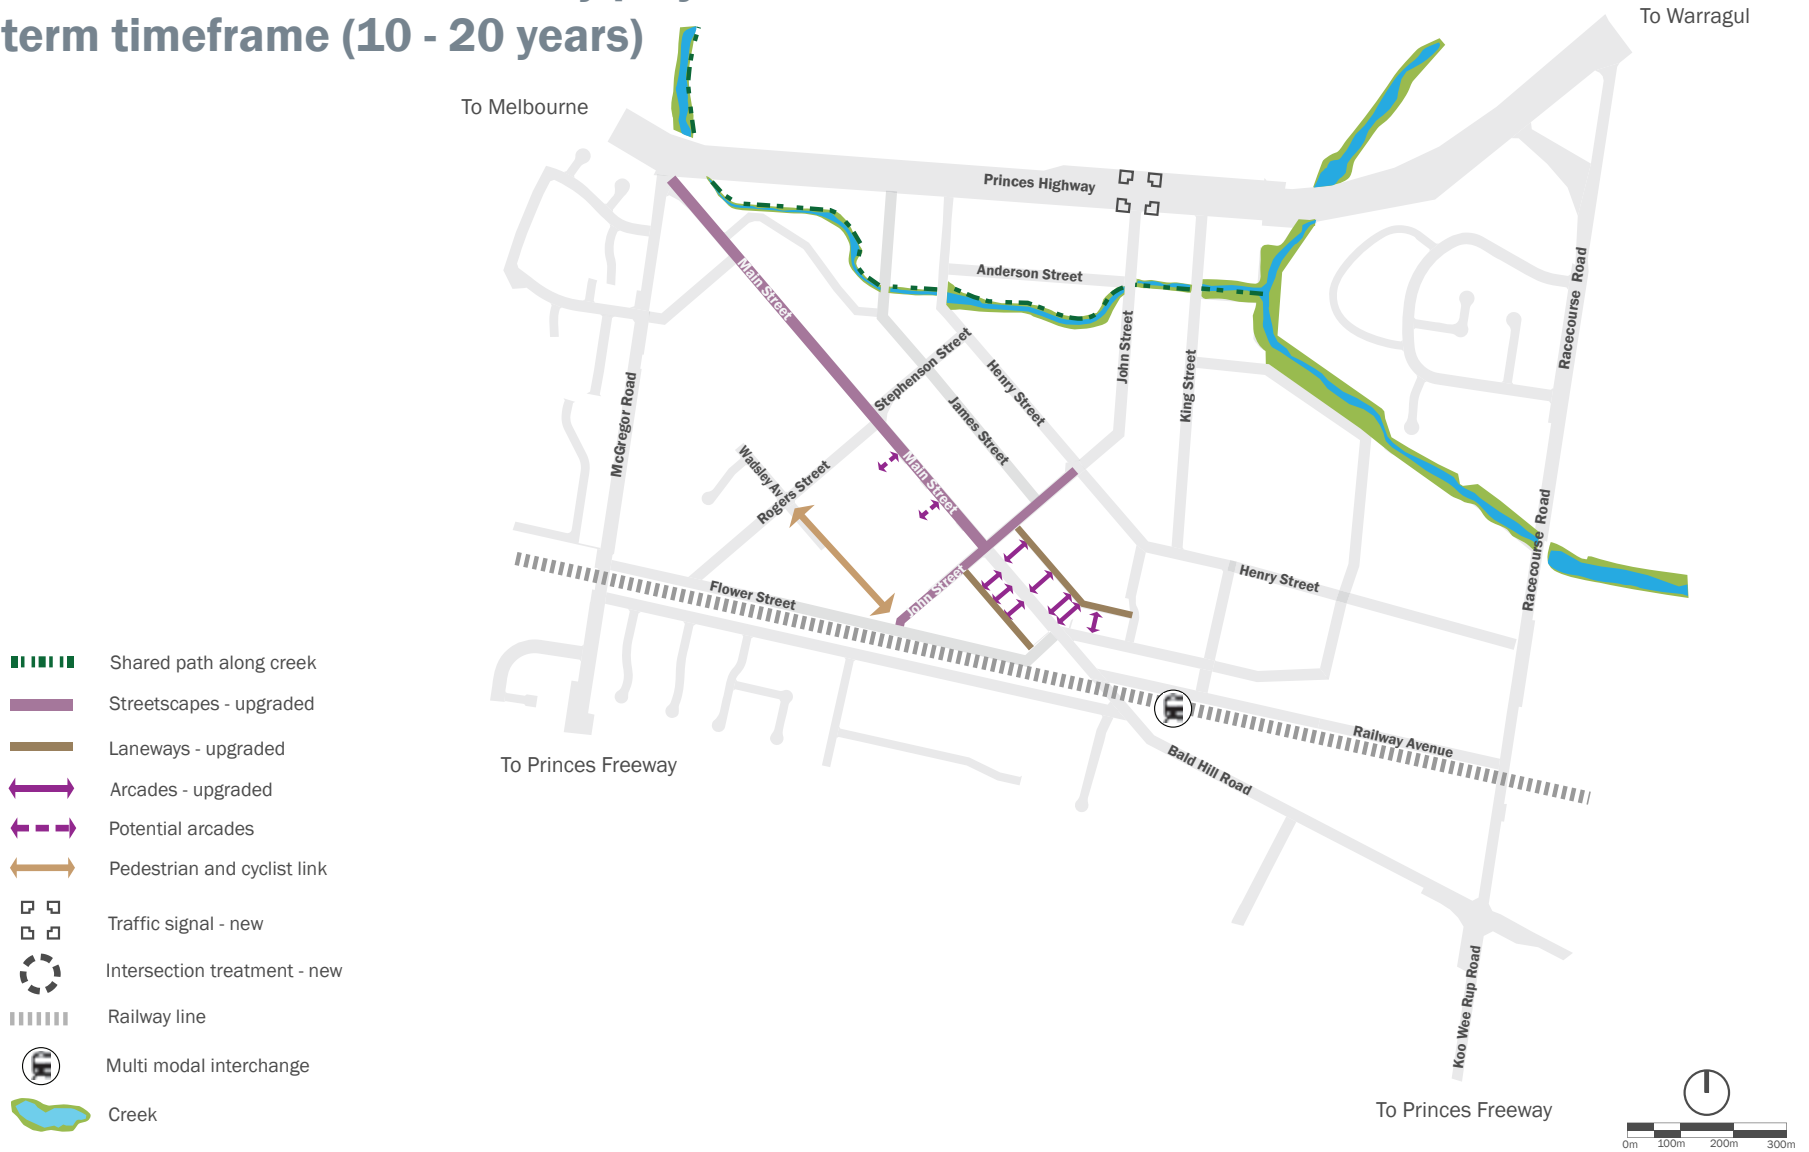 term timeframe (10 - 20 years)
To Warragul
To Melbourne
Princes Highway
Anderson Street
Main Street
Stephenson Street
Henry Street
John Street
King Street
Racecourse Road
McGregor Road
James Street
Wadsley Av
Rogers Street
Main Street
John Street
Flower Street
Henry Street
Racecourse Road
Railway Avenue
Bald Hill Road
To Princes Freeway
Koo Wee Rup Road
To Princes Freeway
Shared path along creek
Streetscapes - upgraded
Laneways - upgraded
Arcades - upgraded
Potential arcades
Pedestrian and cyclist link
Traffic signal - new
Intersection treatment - new
Railway line
Multi modal interchange
Creek
0m 100m 200m 300m